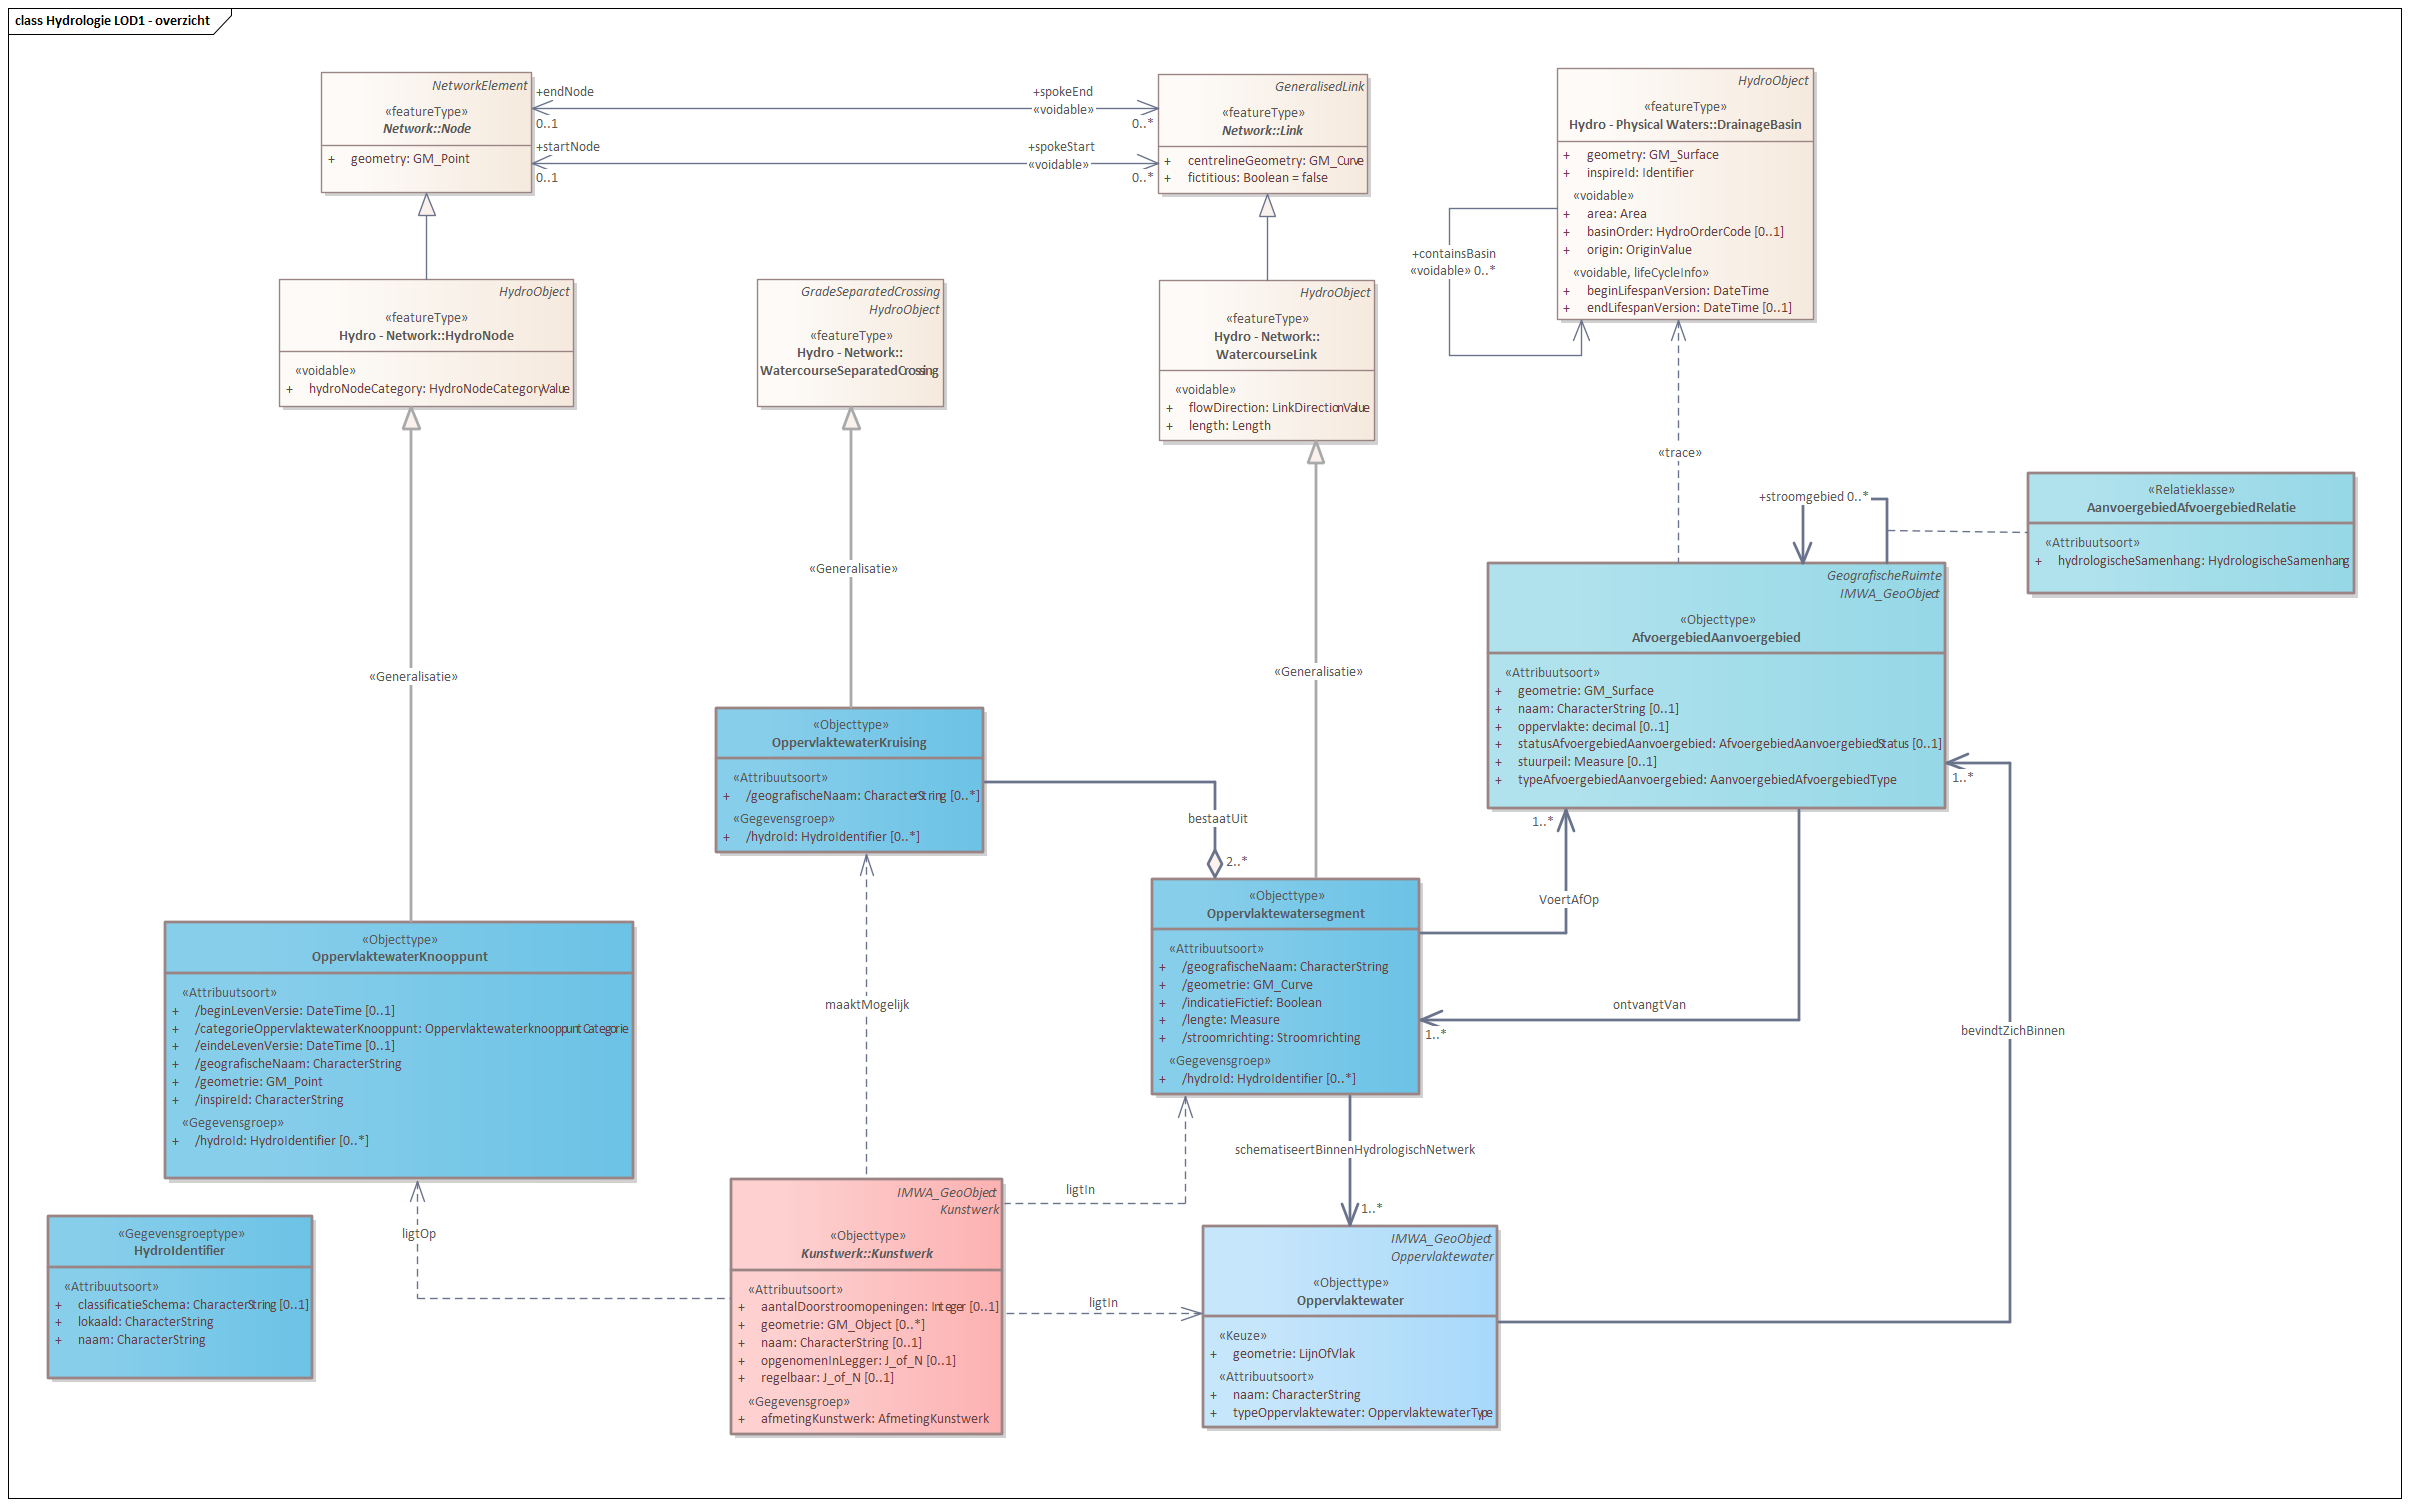 class Hydrologie LOD1 - overzicht
NetworkElement
«featureType»
Network::Node
+ geometry: GM_Point
+endNode
0..1
+startNode
0..1
+spokeEnd
«voidable»
0..*
+spokeStart
«voidable»
0..*
GeneralisedLink
«featureType»
Network::Link
+ centrelineGeometry: GM_Curve
+ fictitious: Boolean = false
HydroObject
«featureType»
Hydro - Physical Waters::DrainageBasin
+ geometry: GM_Surface
+ inspireId: Identifier
«voidable»
+ area: Area
+ basinOrder: HydroOrderCode [0..1]
+ origin: OriginValue
«voidable, lifeCycleInfo»
+ beginLifespanVersion: DateTime
+ endLifespanVersion: DateTime [0..1]
+containsBasin
«voidable» 0..*
HydroObject
«featureType»
Hydro - Network::HydroNode
«voidable»
+ hydroNodeCategory: HydroNodeCategoryValue
GradeSeparatedCrossing
HydroObject
«featureType»
Hydro - Network::
WatercourseSeparatedCrossing
HydroObject
«featureType»
Hydro - Network::
WatercourseLink
«voidable»
+ flowDirection: LinkDirectionValue
+ length: Length
«trace»
+stroomgebied 0..*
«Relatieklasse»
AanvoergebiedAfvoergebiedRelatie
«Attribuutsoort»
+ hydrologischeSamenhang: HydrologischeSamenhang
«Generalisatie»
«Generalisatie»
«Generalisatie»
GeografischeRuimte
IMWA_GeoObject
«Objecttype»
AfvoergebiedAanvoergebied
«Attribuutsoort»
+ geometrie: GM_Surface
+ naam: CharacterString [0..1]
+ oppervlakte: decimal [0..1]
+ statusAfvoergebiedAanvoergebied: AfvoergebiedAanvoergebiedStatus [0..1]
+ stuurpeil: Measure [0..1]
+ typeAfvoergebiedAanvoergebied: AanvoergebiedAfvoergebiedType
«Objecttype»
OppervlaktewaterKruising
«Attribuutsoort»
+ /geografischeNaam: CharacterString [0..*]
«Gegevensgroep»
+ /hydroId: HydroIdentifier [0..*]
bestaatUit
2..*
1..*
VoertAfOp
1..*
«Objecttype»
Oppervlaktewatersegment
«Attribuutsoort»
+ /geografischeNaam: CharacterString
+ /geometrie: GM_Curve
+ /indicatieFictief: Boolean
+ /lengte: Measure
+ /stroomrichting: Stroomrichting
«Gegevensgroep»
+ /hydroId: HydroIdentifier [0..*]
ontvangtVan
1..*
bevindtZichBinnen
«Objecttype»
OppervlaktewaterKnooppunt
«Attribuutsoort»
+ /beginLevenVersie: DateTime [0..1]
+ /categorieOppervlaktewaterKnooppunt: OppervlaktewaterknooppuntCategorie
+ /eindeLevenVersie: DateTime [0..1]
+ /geografischeNaam: CharacterString
+ /geometrie: GM_Point
+ /inspireId: CharacterString
«Gegevensgroep»
+ /hydroId: HydroIdentifier [0..*]
maaktMogelijk
schematiseertBinnenHydrologischNetwerk
1..*
ligtIn
ligtOp
ligtIn
«Gegevensgroeptype»
HydroIdentifier
«Attribuutsoort»
+ classificatieSchema: CharacterString [0..1]
+ lokaald: CharacterString
+ naam: CharacterString
IMWA_GeoObject
Kunstwerk
«Objecttype»
Kunstwerk::Kunstwerk
«Attribuutsoort»
+ aantalDoorstroomopeningen: Integer [0..1]
+ geometrie: GM_Object [0..*]
+ naam: CharacterString [0..1]
+ opgenomenInLegger: J_of_N [0..1]
+ regelbaar: J_of_N [0..1]
«Gegevensgroep»
+ afmetingKunstwerk: AfmetingKunstwerk
IMWA_GeoObject
Oppervlaktewater
«Objecttype»
Oppervlaktewater
«Keuze»
+ geometrie: LijnOfVlak
«Attribuutsoort»
+ naam: CharacterString
+ typeOppervlaktewater: OppervlaktewaterType